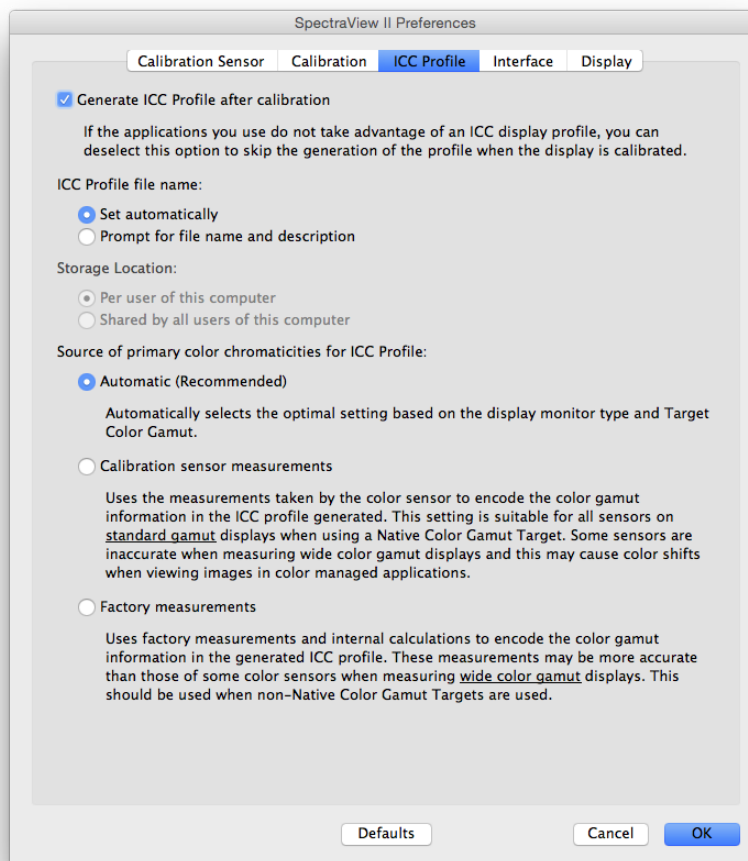 SpectraView II Preferences
Calibration Sensor Calibration ICC Profile Interface Display
Generate ICC Profile after calibration
If the applications you use do not take advantage of an ICC display profile, you can
deselect this option to skip the generation of the profile when the display is calibrated.
ICC Profile file name:
Set automatically
Prompt for file name and description
Storage Location:
Per user of this computer
Shared by all users of this computer
Source of primary color chromaticities for ICC Profile:
Automatic (Recommended)
Automatically selects the optimal setting based on the display monitor type and Target
Color Gamut.
Calibration sensor measurements
Uses the measurements taken by the color sensor to encode the color gamut
information in the ICC profile generated. This setting is suitable for all sensors on
standard gamut displays when using a Native Color Gamut Target. Some sensors are
inaccurate when measuring wide color gamut displays and this may cause color shifts
when viewing images in color managed applications.
Factory measurements
Uses factory measurements and internal calculations to encode the color gamut
information in the generated ICC profile. These measurements may be more accurate
than those of some color sensors when measuring wide color gamut displays. This
should be used when non-Native Color Gamut Targets are used.
Defaults Cancel OK